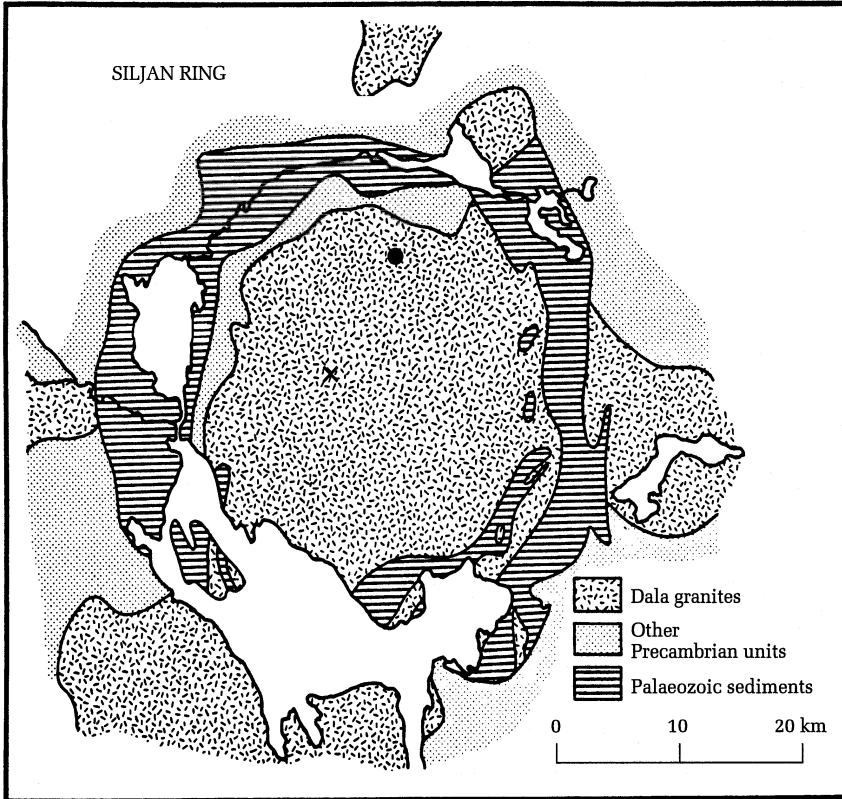 SILJAN RING
Dala granites
Other
Precambrian units
Palaeozoic sediments
0 10 20 km